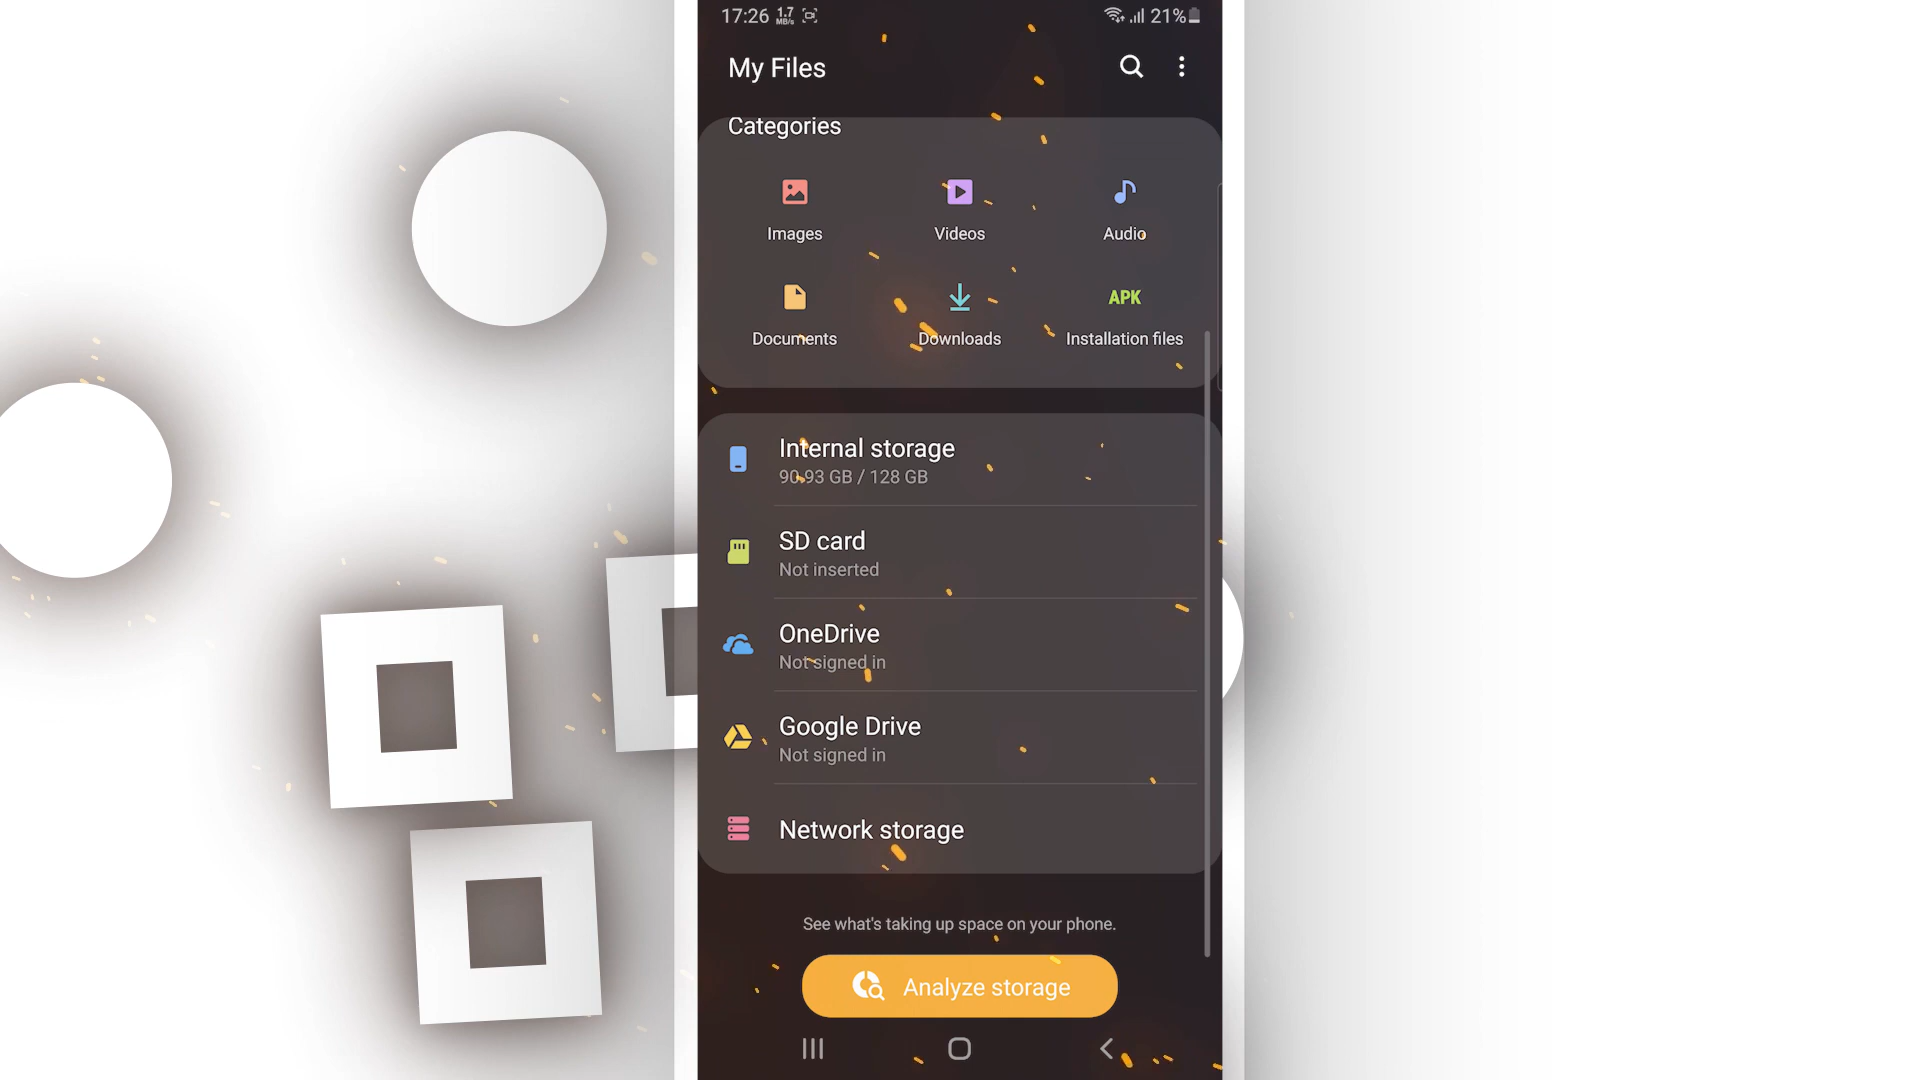 17:26 1.7 MB/s 21%
My Files
Categories
Images Videos Audio
APK
Documents Downloads Installation files
Internal storage
90.93 GB / 128 GB
SD card
Not inserted
OneDrive
Not signed in
Google Drive
Not signed in
Network storage
See what's taking up space on your phone.
Analyze storage